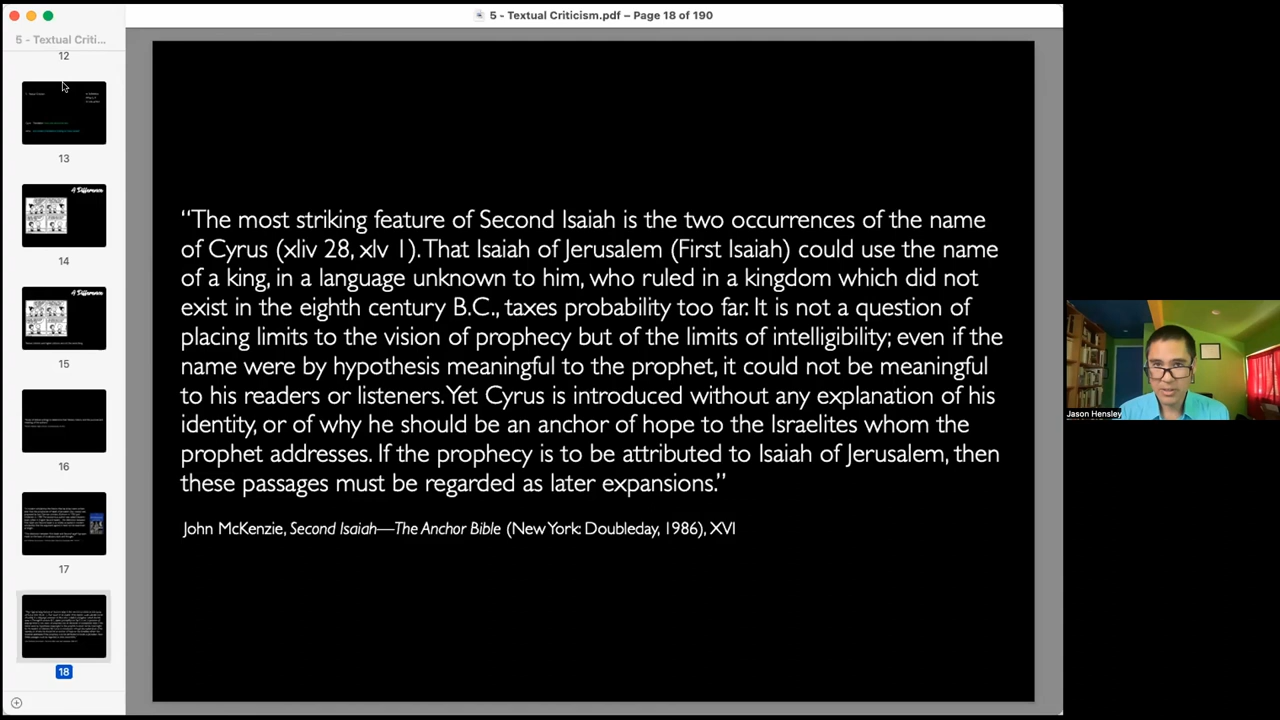 5 - Textual Criticism.pdf – Page 18 of 190
5 - Textual Criti...
12
13
A Difference
14
A Difference
15
16
17
18
“The most striking feature of Second Isaiah is the two occurrences of the name
of Cyrus (xliv 28, xlv 1). That Isaiah of Jerusalem (First Isaiah) could use the name
of a king, in a language unknown to him, who ruled in a kingdom which did not
exist in the eighth century B.C., taxes probability too far. It is not a question of
placing limits to the vision of prophecy but of the limits of intelligibility; even if the
name were by hypothesis meaningful to the prophet, it could not be meaningful
to his readers or listeners. Yet Cyrus is introduced without any explanation of his
identity, or of why he should be an anchor of hope to the Israelites whom the
prophet addresses. If the prophecy is to be attributed to Isaiah of Jerusalem, then
these passages must be regarded as later expansions.”
John McKenzie, Second Isaiah—The Anchor Bible (New York: Doubleday, 1986), XVI
Jason Hensley